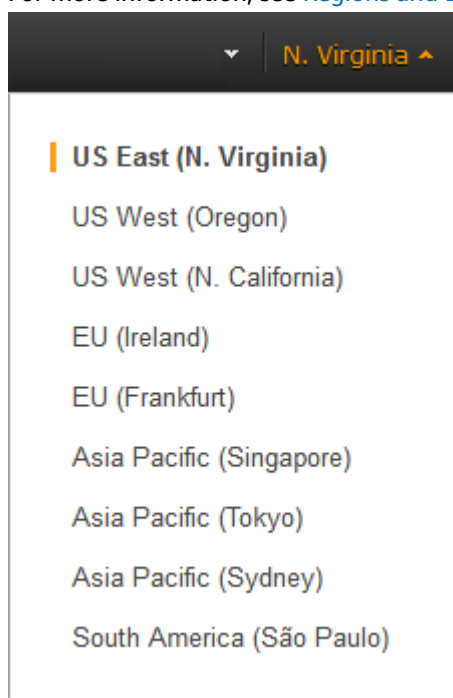 For more information, see Regions and
N. Virginia
US East (N. Virginia)
US West (Oregon)
US West (N. California)
EU (Ireland)
EU (Frankfurt)
Asia Pacific (Singapore)
Asia Pacific (Tokyo)
Asia Pacific (Sydney)
South America (São Paulo)